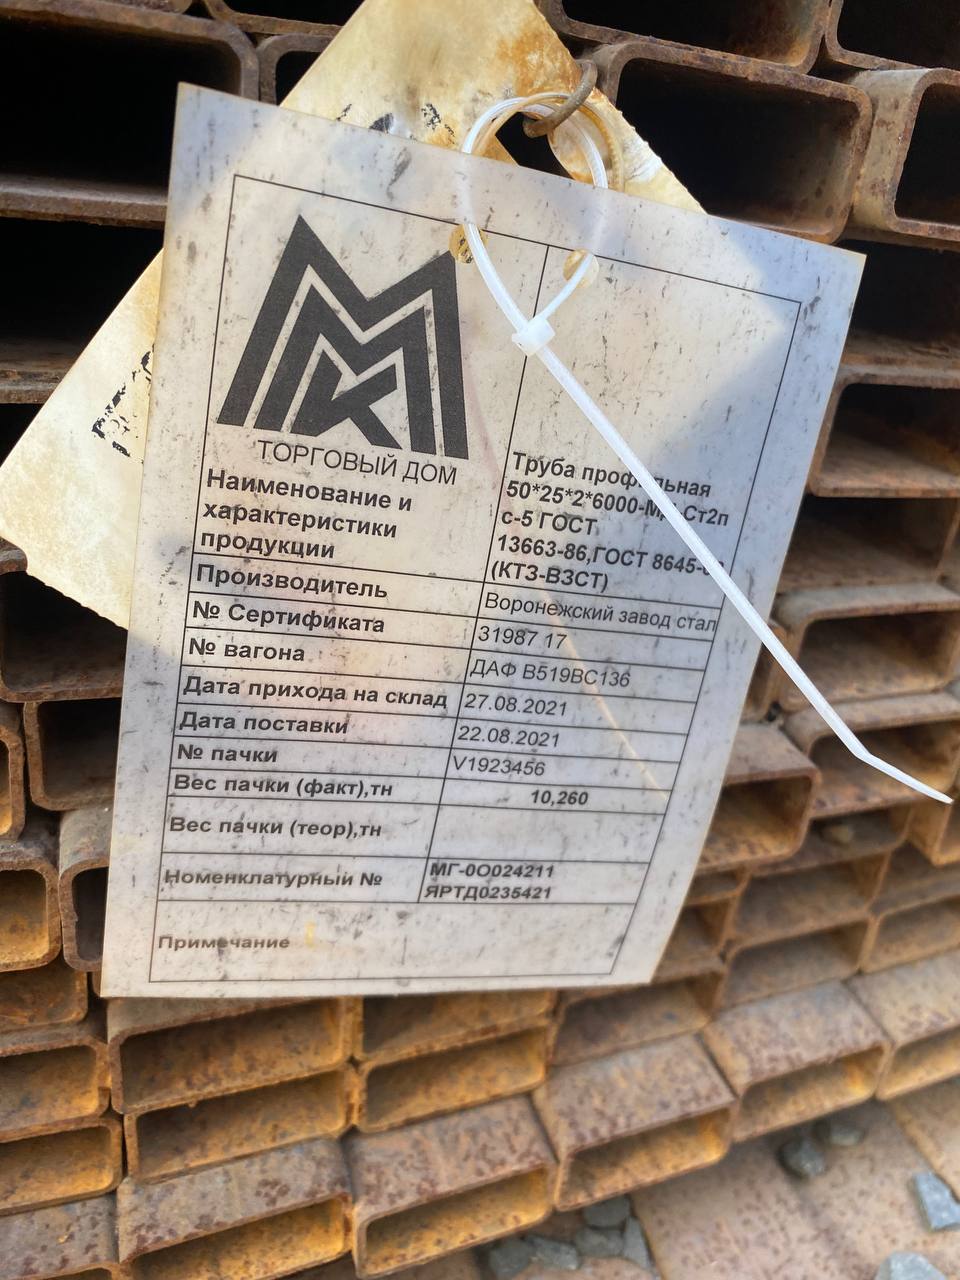 ММК
ТОРГОВЫЙ ДОМ
Наименование и
характеристики
продукции
Труба
50*25*2*6000- Ст2п
с-5 ГОСТ
13663-86,ГОСТ
(КТЗ-ВЗСТ)
Производитель
Воронежский завод стал
№ Сертификата
31987 17
№ вагона
ДАФ В519ВС136
Дата прихода на склад
27.08.2021
Дата поставки
22.08.2021
№ пачки
V1923456
Вес пачки (факт),тн
10,260
Вес пачки (теор),тн
Номенклатурный №
МГ-0О024211
ЯРТД0235421
Примечание